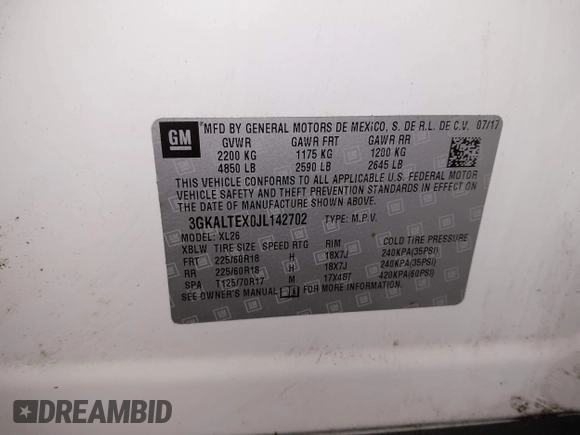 GM
MFD BY GENERAL MOTORS DE MEXICO, S. DE R.L. DE C.V. 07/17
GVWR GAWR FRT GAWR RR
2200 KG 1175 KG 1200 KG
4850 LB 2590 LB 2645 LB
THIS VEHICLE CONFORMS TO ALL APPLICABLE U.S. FEDERAL MOTOR
VEHICLE SAFETY AND THEFT PREVENTION STANDARDS IN EFFECT ON
THE DATE OF MANUFACTURE SHOWN ABOVE.
3GKALTEX0JL142702 TYPE: M.P.V.
MODEL: XL26
XBLW TIRE SIZE SPEED RTG RIM COLD TIRE PRESSURE
FRT 225/60R18 H 18X7J 240KPA(35PSI)
RR 225/60R18 H 18X7J 240KPA(35PSI)
SPA T125/70R17 M 17X4BT 420KPA(60PSI)
SEE OWNER'S MANUAL FOR MORE INFORMATION
DREAMBID